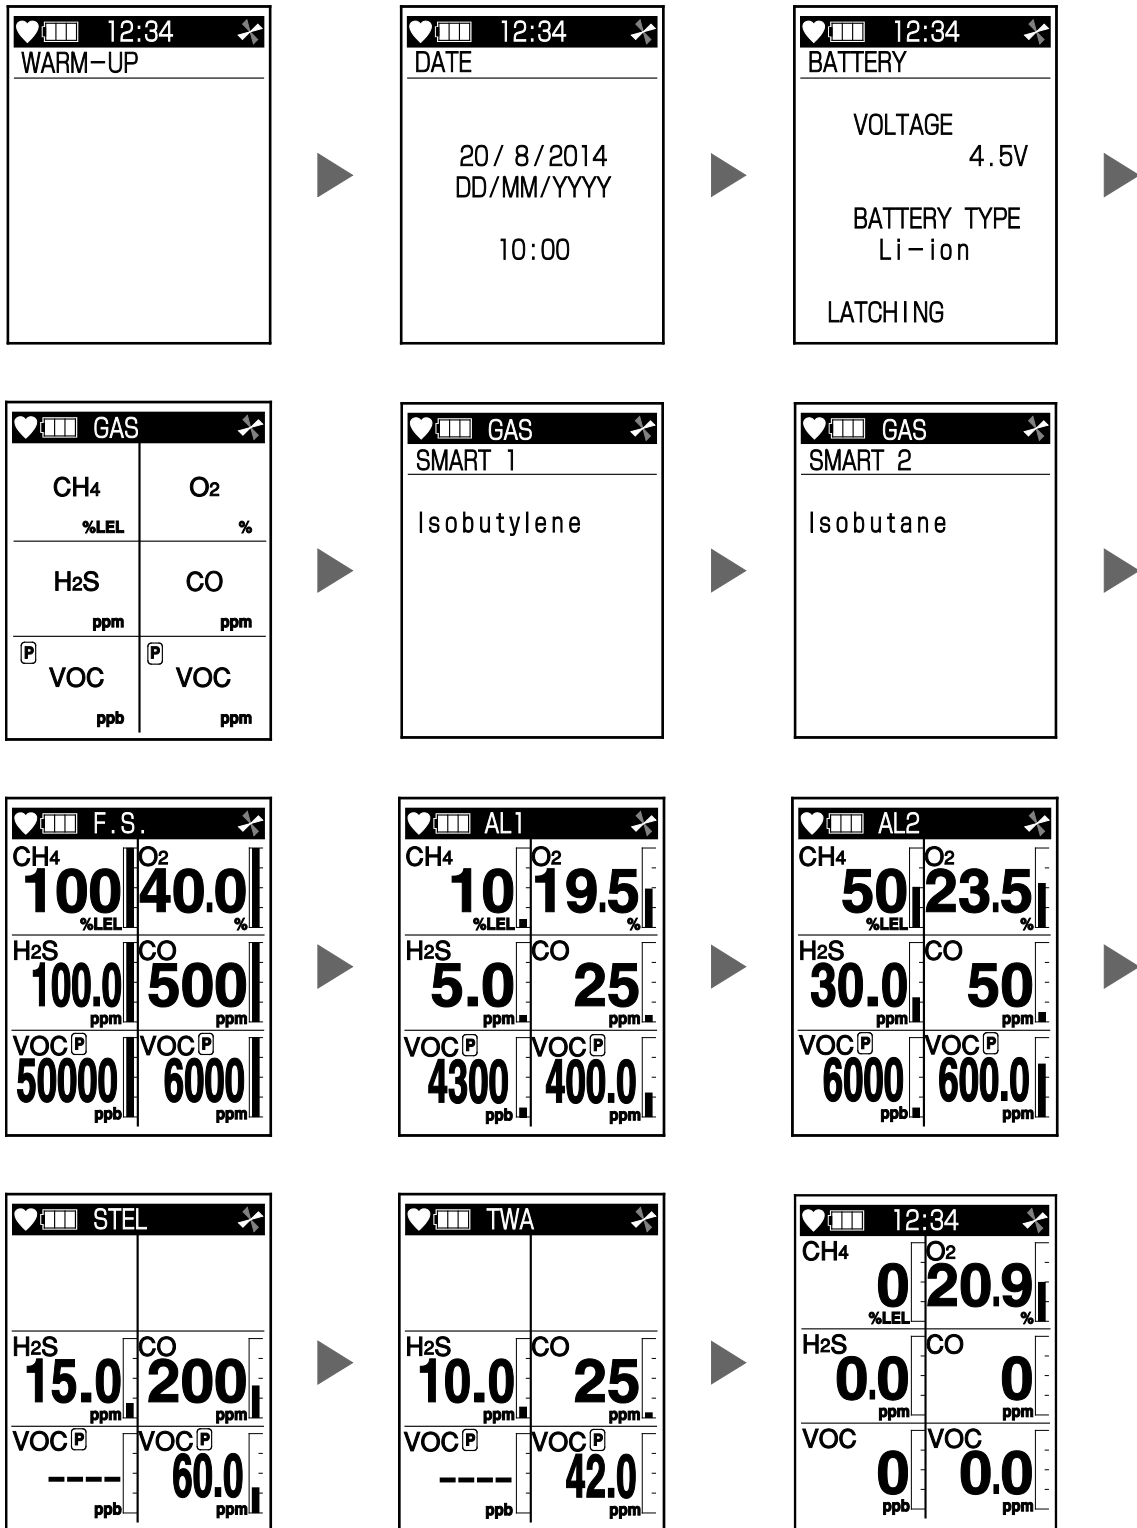 12:34
WARM-UP
12:34
DATE
20/ 8/2014
DD/MM/YYYY
10:00
12:34
BATTERY
VOLTAGE
4.5V
BATTERY TYPE
Li-ion
LATCHING
GAS
CH4 O2
%LEL %
H2S CO
ppm ppm
P P
VOC VOC
ppb ppm
GAS
SMART 1
Isobutylene
GAS
SMART 2
Isobutane
F.S.
CH4 O2
100 40.0
%LEL %
H2S CO
100.0 500
ppm ppm
VOC P VOC P
50000 6000
ppb ppm
AL1
CH4 O2
10 19.5
%LEL %
H2S CO
5.0 25
ppm ppm
VOC P VOC P
4300 400.0
ppb ppm
AL2
CH4 O2
50 23.5
%LEL %
H2S CO
30.0 50
ppm ppm
VOC P VOC P
6000 600.0
ppb ppm
STEL
H2S CO
15.0 200
ppm ppm
VOC P VOC P
---- 60.0
ppb ppm
TWA
H2S CO
10.0 25
ppm ppm
VOC P VOC P
---- 42.0
ppb ppm
12:34
CH4 O2
0 20.9
%LEL %
H2S CO
0.0 0
ppm ppm
VOC VOC
0 0.0
ppb ppm